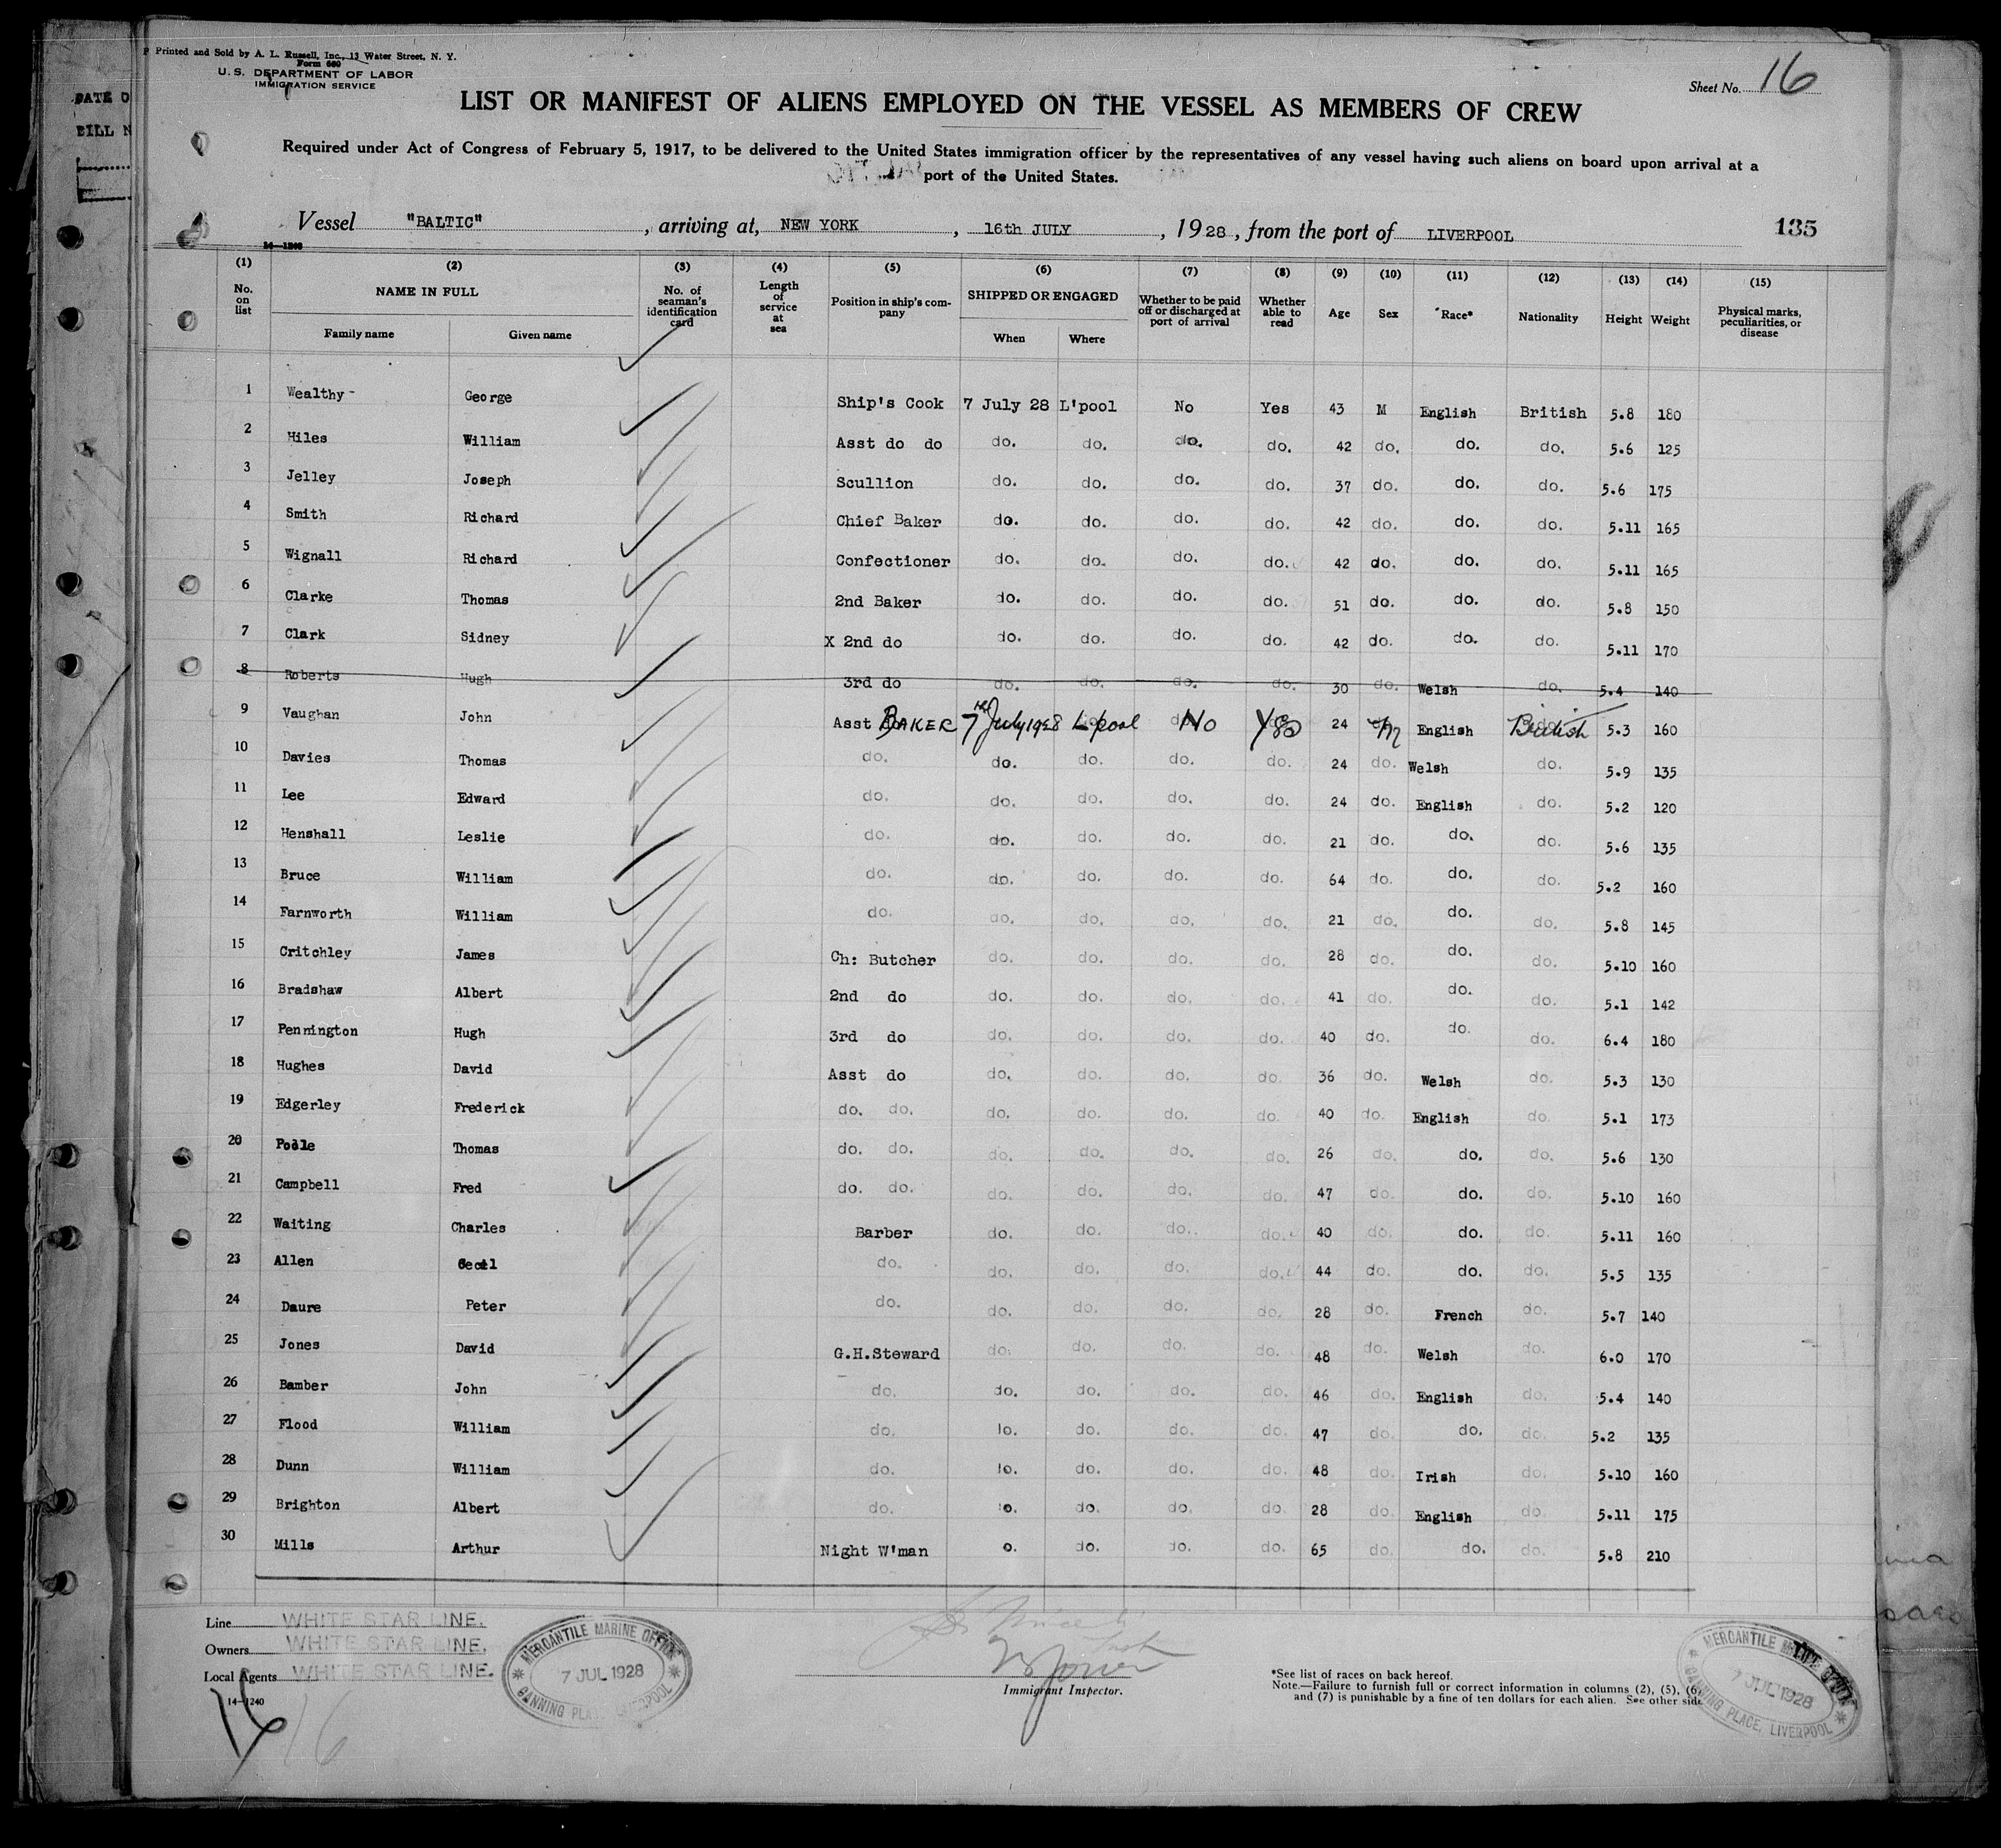 Printed and Sold by A. L. Russell, Inc., 13 Water Street, N. Y.
Form 680
U. S. DEPARTMENT OF LABOR
IMMIGRATION SERVICE
DATE O
BILL N
Sheet No. 16
LIST OR MANIFEST OF ALIENS EMPLOYED ON THE VESSEL AS MEMBERS OF CREW
Required under Act of Congress of February 5, 1917, to be delivered to the United States immigration officer by the representatives of any vessel having such aliens on board upon arrival at a
port of the United States.
Vessel "BALTIC", arriving at, NEW YORK, 16th JULY, 1928, from the port of LIVERPOOL 135
14-1240
(1) (2) (3) (4) (5) (6) (7) (8) (9) (10) (11) (12) (13) (14) (15)
No. on list NAME IN FULL Family name Given name No. of seaman's identification card Length of service at sea Position in ship's company SHIPPED OR ENGAGED When Where Whether to be paid off or discharged at port of arrival Whether able to read Age Sex Race* Nationality Height Weight Physical marks, peculiarities, or disease
1 Wealthy- George Ship's Cook 7 July 28 L'pool No Yes 43 M English British 5.8 180
2 Hiles William Asst do do do. do. do. do. 42 do. do. do. 5.6 125
3 Jelley Joseph Scullion do. do. do. do. 37 do. do. do. 5.6 175
4 Smith Richard Chief Baker do. do. do. do. 42 do. do. do. 5.11 165
5 Wignall Richard Confectioner do. do. do. do. 42 do. do. do. 5.11 165
6 Clarke Thomas 2nd Baker do. do. do. do. 51 do. do. do. 5.8 150
7 Clark Sidney X 2nd do do. do. do. do. 42 do. do. do. 5.11 170
8 Roberts Hugh 3rd do do. do. do. do. 30 do. Welsh do. 5.4 140
9 Vaughan John Asst BAKER 7th July 1928 L'pool No Yes 24 M English British 5.3 160
10 Davies Thomas do. do. do. do. do. 24 do. Welsh do. 5.9 135
11 Lee Edward do. do. do. do. do. 24 do. English do. 5.2 120
12 Henshall Leslie do. do. do. do. do. 21 do. do. do. 5.6 135
13 Bruce William do. do. do. do. do. 64 do. do. do. 5.2 160
14 Farnworth William do. do. do. do. do. 21 do. do. do. 5.8 145
15 Critchley James Ch: Butcher do. do. do. do. 28 do. do. do. 5.10 160
16 Bradshaw Albert 2nd do do. do. do. do. 41 do. do. do. 5.1 142
17 Pennington Hugh 3rd do do. do. do. do. 40 do. do. do. 6.4 180
18 Hughes David Asst do do. do. do. do 36 do. Welsh do. 5.3 130
19 Edgerley Frederick do. do. do. do. do. do. 40 do. English do 5.1 173
20 Poole Thomas do. do. do. do. do. do. 26 do. do. do. 5.6 130
21 Campbell Fred do. do. do. do. do. do. 47 do. do. do. 5.10 160
22 Waiting Charles Barber do. do. do. do. 40 do. do. do. 5.11 160
23 Allen Cecil do. do. do. do. do. 44 do. do. do. 5.5 135
24 Daure Peter do. do. do. do. do. 28 do. French do. 5.7 140
25 Jones David G.H.Steward do. do. do. do. 48 do. Welsh do. 6.0 170
26 Bamber John do. do. do. do. do. 46 do. English do 5.4 140
27 Flood William do. lo. do. do. do. 47 do. do. do. 5.2 135
28 Dunn William do. lo. do. do. do. 48 do Irish do. 5.10 160
29 Brighton Albert do. o. do. do. do. 28 do. English do 5.11 175
30 Mills Arthur Night W'man o. do. do. do. 65 do. do. do. 5.8 210
Line WHITE STAR LINE.
Owners WHITE STAR LINE.
Local Agents WHITE STAR LINE.
14-1240
16
MERCANTILE MARINE OFFICE
7 JUL 1928
CANNING PLACE, LIVERPOOL
Immigrant Inspector.
*See list of races on back hereof.
Note.—Failure to furnish full or correct information in columns (2), (5), (6)
and (7) is punishable by a fine of ten dollars for each alien. See other side
MERCANTILE MARINE OFFICE
7 JUL 1928
CANNING PLACE, LIVERPOOL